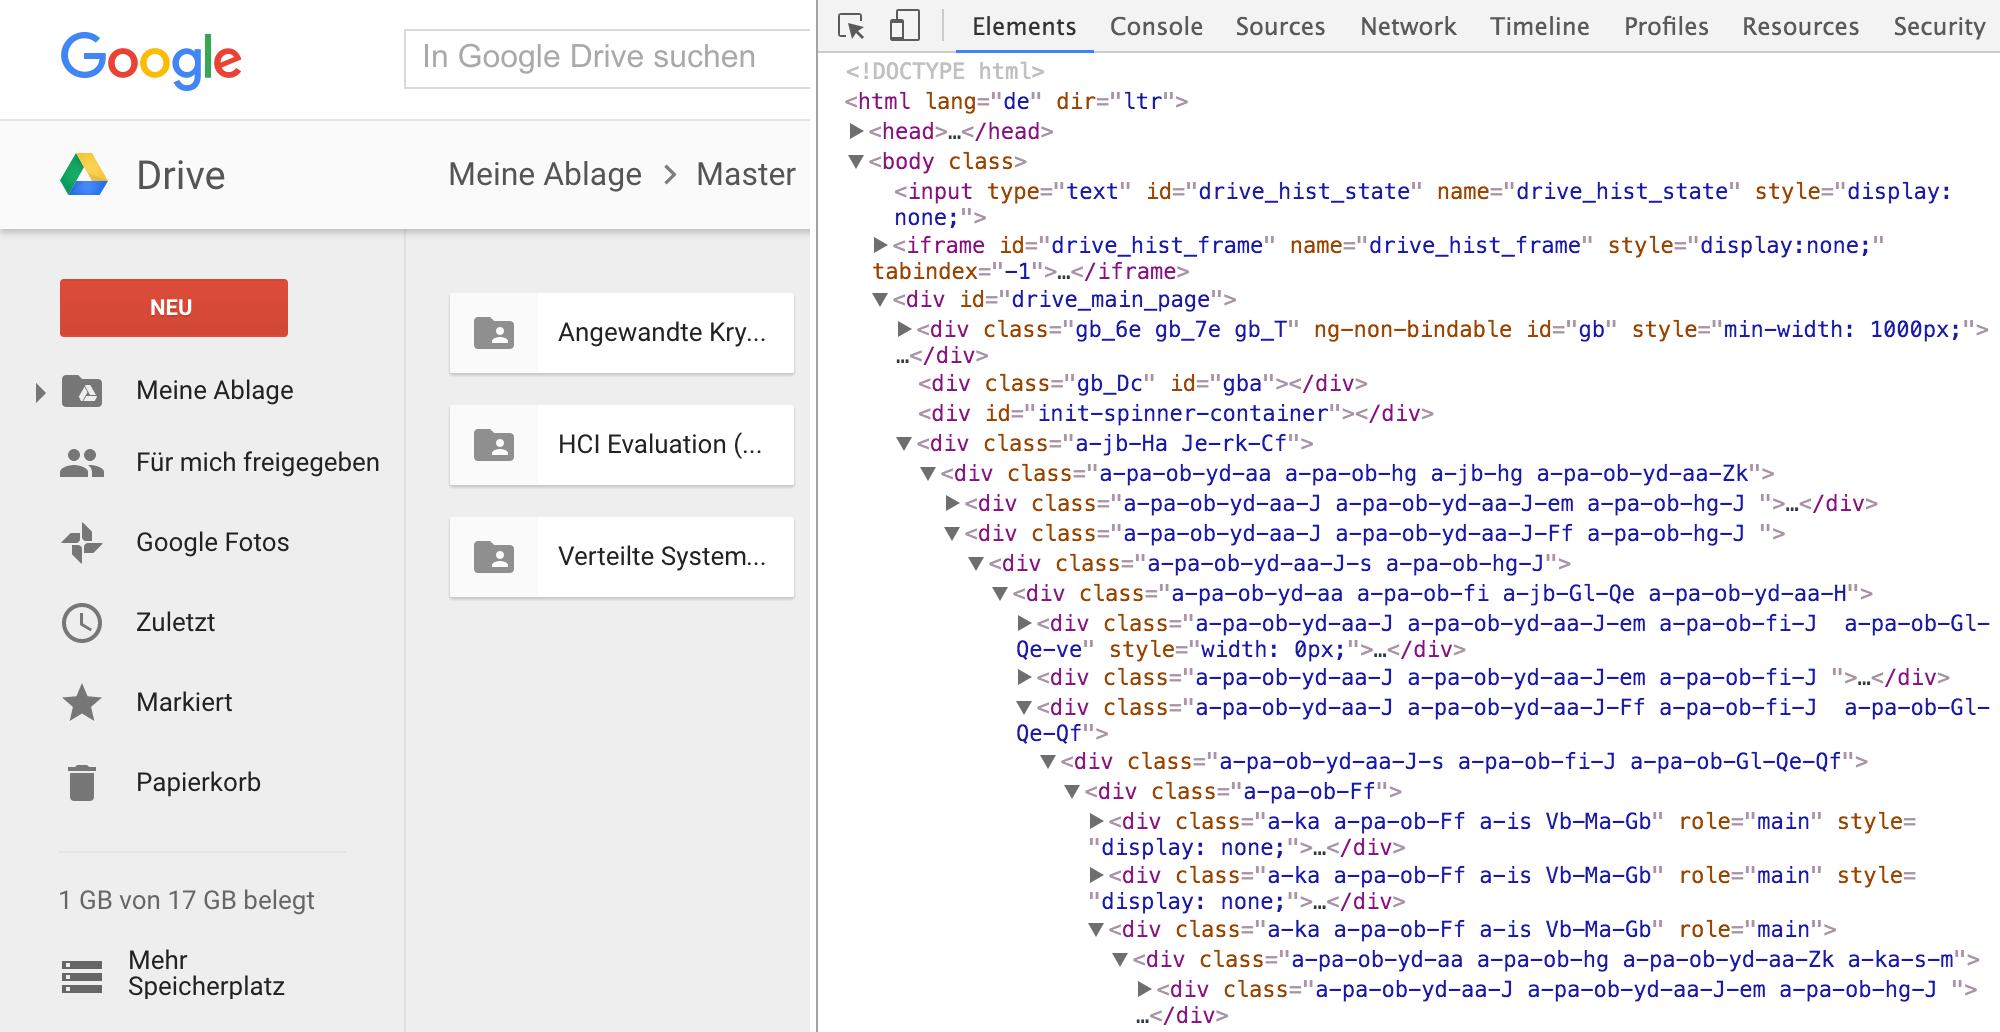 Google
In Google Drive suchen
Drive
Meine Ablage > Master
NEU
Meine Ablage
Für mich freigegeben
Google Fotos
Zuletzt
Markiert
Papierkorb
1 GB von 17 GB belegt
Mehr
Speicherplatz
Angewandte Kry...
HCI Evaluation (...
Verteilte System...
Elements Console Sources Network Timeline Profiles Resources Security
<!DOCTYPE html>
<html lang="de" dir="ltr">
<head>…</head>
<body class>
<input type="text" id="drive_hist_state" name="drive_hist_state" style="display:
none;">
<iframe id="drive_hist_frame" name="drive_hist_frame" style="display:none;"
tabindex="-1">…</iframe>
<div id="drive_main_page">
<div class="gb_6e gb_7e gb_T" ng-non-bindable id="gb" style="min-width: 1000px;">
…</div>
<div class="gb_Dc" id="gba"></div>
<div id="init-spinner-container"></div>
<div class="a-jb-Ha Je-rk-Cf">
<div class="a-pa-ob-yd-aa a-pa-ob-hg a-jb-hg a-pa-ob-yd-aa-Zk">
<div class="a-pa-ob-yd-aa-J a-pa-ob-yd-aa-J-em a-pa-ob-hg-J ">…</div>
<div class="a-pa-ob-yd-aa-J a-pa-ob-yd-aa-J-Ff a-pa-ob-hg-J ">
<div class="a-pa-ob-yd-aa-J-s a-pa-ob-hg-J">
<div class="a-pa-ob-yd-aa a-pa-ob-fi a-jb-Gl-Qe a-pa-ob-yd-aa-H">
<div class="a-pa-ob-yd-aa-J a-pa-ob-yd-aa-J-em a-pa-ob-fi-J  a-pa-ob-Gl-
Qe-ve" style="width: 0px;">…</div>
<div class="a-pa-ob-yd-aa-J a-pa-ob-yd-aa-J-em a-pa-ob-fi-J ">…</div>
<div class="a-pa-ob-yd-aa-J a-pa-ob-yd-aa-J-Ff a-pa-ob-fi-J  a-pa-ob-Gl-
Qe-Qf">
<div class="a-pa-ob-yd-aa-J-s a-pa-ob-fi-J a-pa-ob-Gl-Qe-Qf">
<div class="a-pa-ob-Ff">
<div class="a-ka a-pa-ob-Ff a-is Vb-Ma-Gb" role="main" style=
"display: none;">…</div>
<div class="a-ka a-pa-ob-Ff a-is Vb-Ma-Gb" role="main" style=
"display: none;">…</div>
<div class="a-ka a-pa-ob-Ff a-is Vb-Ma-Gb" role="main">
<div class="a-pa-ob-yd-aa a-pa-ob-hg a-pa-ob-yd-aa-Zk a-ka-s-m">
<div class="a-pa-ob-yd-aa-J a-pa-ob-yd-aa-J-em a-pa-ob-hg-J ">
…</div>